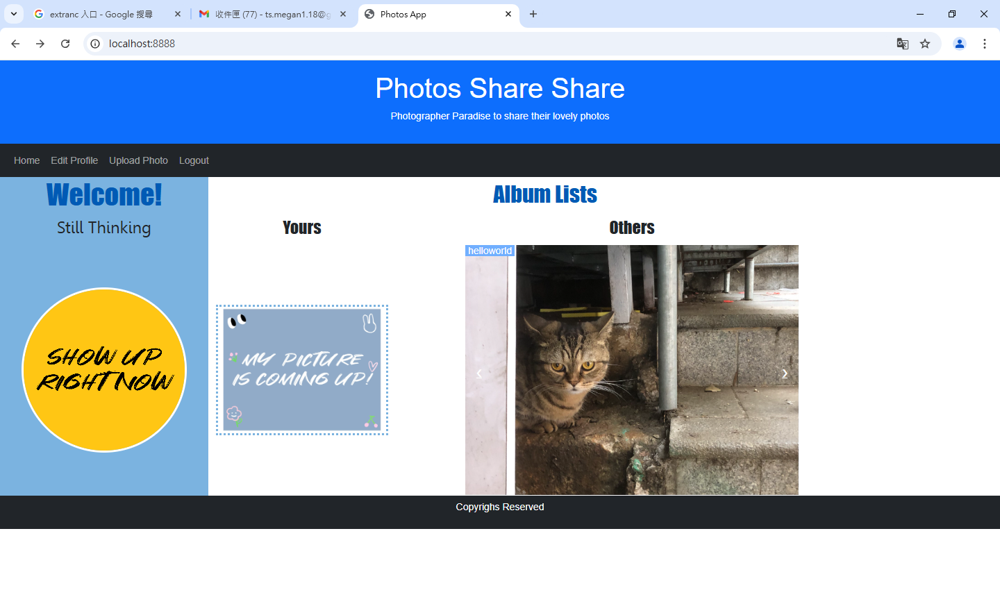 extranc 入口 - Google 搜尋
收件匣 (77) - ts.megan1.18@g
Photos App
localhost:8888
Photos Share Share
Photographer Paradise to share their lovely photos
Home Edit Profile Upload Photo Logout
Welcome!
Still Thinking
SHOW UP
RIGHT NOW
Album Lists
Yours
MY PICTURE
IS COMING UP!
Others
helloworld
Copyrighs Reserved